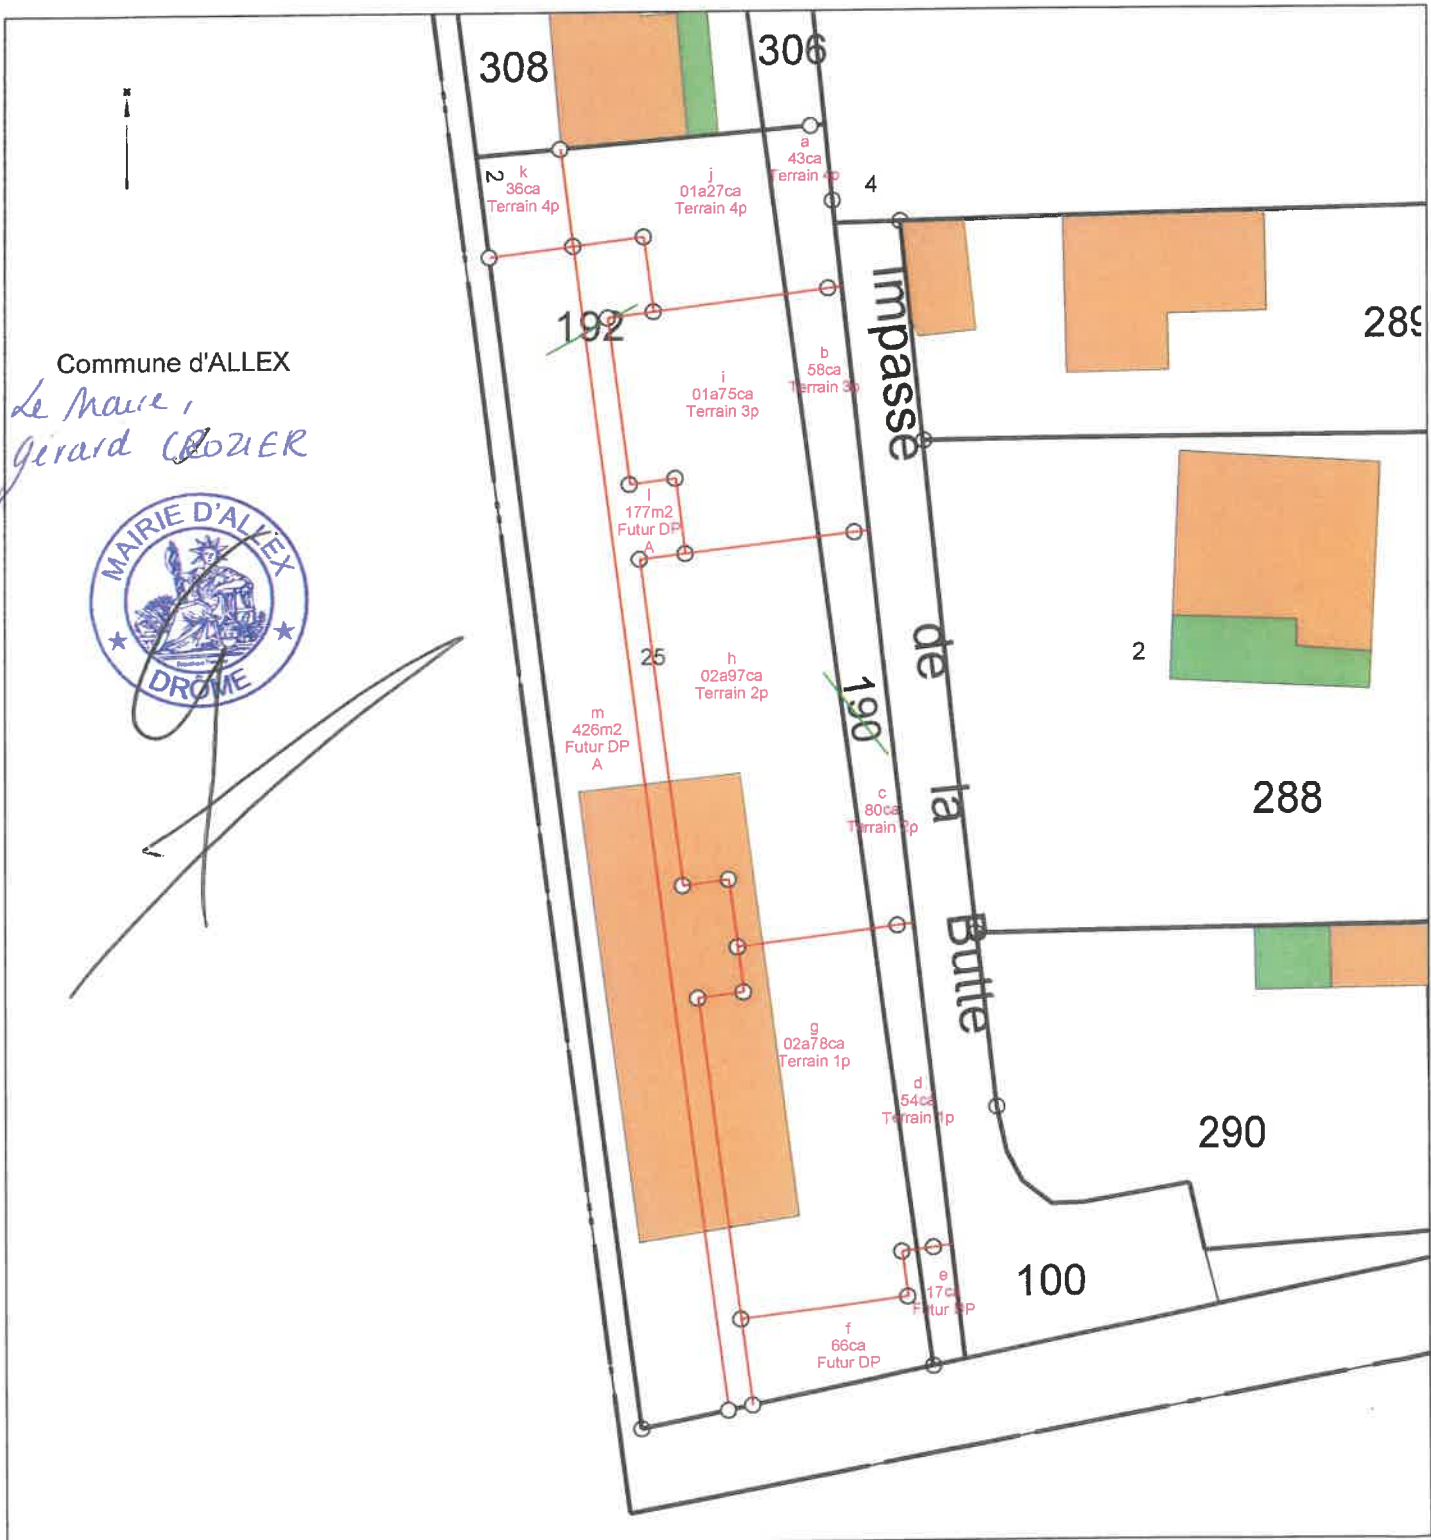 308
306
a
43ca
Terrain 4p
k
36ca
Terrain 4p
2
j
01a27ca
Terrain 4p
4
192
289
Impasse de la Butte
Commune d'ALLEX
Le Maire,
Gérard CROZIER
MAIRIE D'ALLEX
DRÔME
b
58ca
Terrain 3p
i
01a75ca
Terrain 3p
l
177m2
Futur DP
A
25
h
02a97ca
Terrain 2p
2
190
m
426m2
Futur DP
A
c
80ca
Terrain 2p
288
g
02a78ca
Terrain 1p
d
54ca
Terrain 1p
290
e
17ca
Futur DP
100
f
66ca
Futur DP